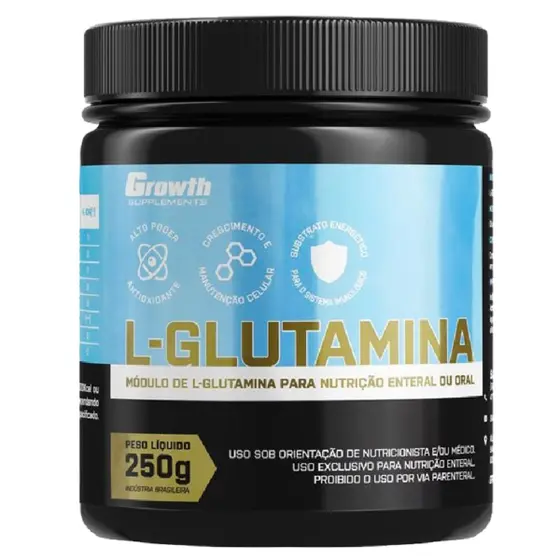 Growth
SUPPLEMENTS
ALTO PODER
ANTIOXIDANTE
CRESCIMENTO E
MANUTENÇÃO CELULAR
SUBSTRATO ENERGÉTICO
PARA O SISTEMA IMUNOLÓGICO
L-GLUTAMINA
MÓDULO DE L-GLUTAMINA PARA NUTRIÇÃO ENTERAL OU ORAL
PESO LÍQUIDO
250g
INDÚSTRIA BRASILEIRA
USO SOB ORIENTAÇÃO DE NUTRICIONISTA E/OU MÉDICO.
USO EXCLUSIVO PARA NUTRIÇÃO ENTERAL.
PROIBIDO O USO POR VIA PARENTERAL.